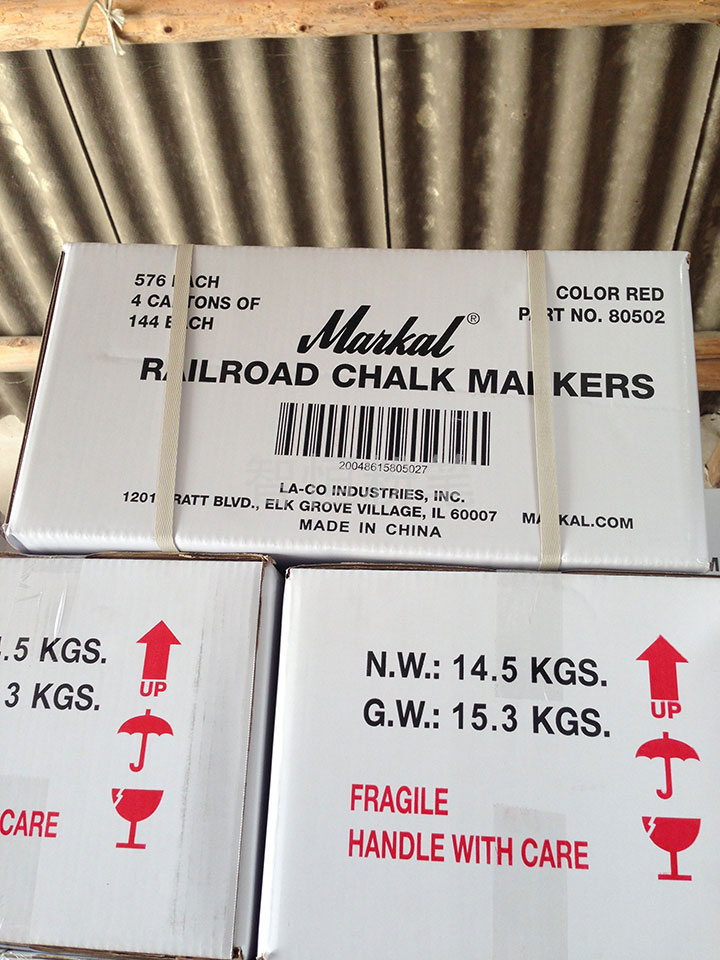 576 EACH
4 CARTONS OF
144 EACH
COLOR RED
PART NO. 80502
Markal®
RAILROAD CHALK MARKERS
20048615805027
LA-CO INDUSTRIES, INC.
1201 PRATT BLVD., ELK GROVE VILLAGE, IL 60007 MARKAL.COM
MADE IN CHINA
.5 KGS.
3 KGS.
UP
CARE
N.W.: 14.5 KGS.
G.W.: 15.3 KGS.
UP
FRAGILE
HANDLE WITH CARE